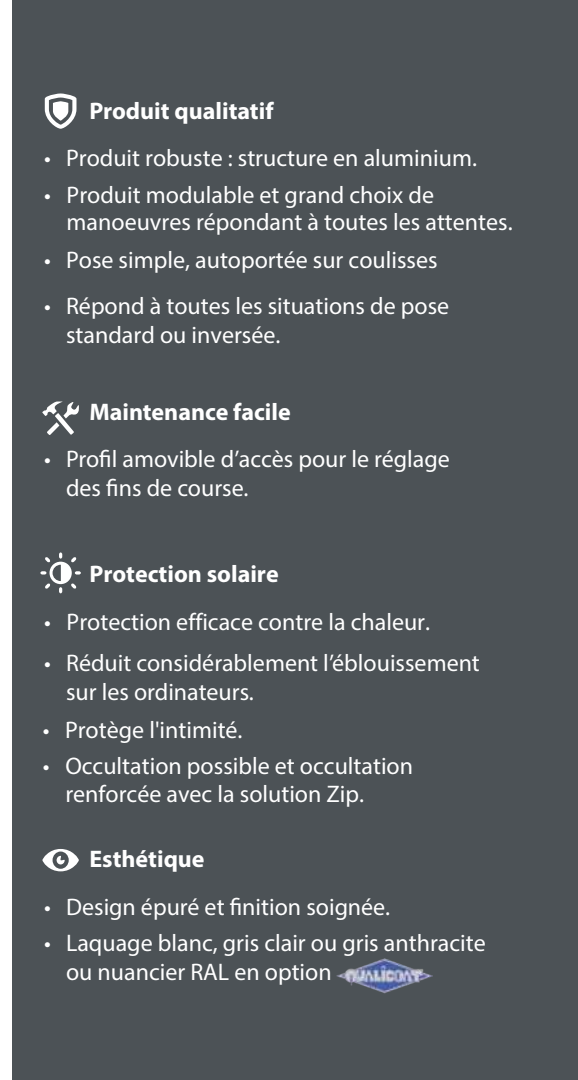 Produit qualitatif
• Produit robuste : structure en aluminium.
• Produit modulable et grand choix de
manoeuvres répondant à toutes les attentes.
• Pose simple, autoportée sur coulisses
• Répond à toutes les situations de pose
standard ou inversée.
Maintenance facile
• Profil amovible d’accès pour le réglage
des fins de course.
Protection solaire
• Protection efficace contre la chaleur.
• Réduit considérablement l’éblouissement
sur les ordinateurs.
• Protège l'intimité.
• Occultation possible et occultation
renforcée avec la solution Zip.
Esthétique
• Design épuré et finition soignée.
• Laquage blanc, gris clair ou gris anthracite
ou nuancier RAL en option QUALICOAT